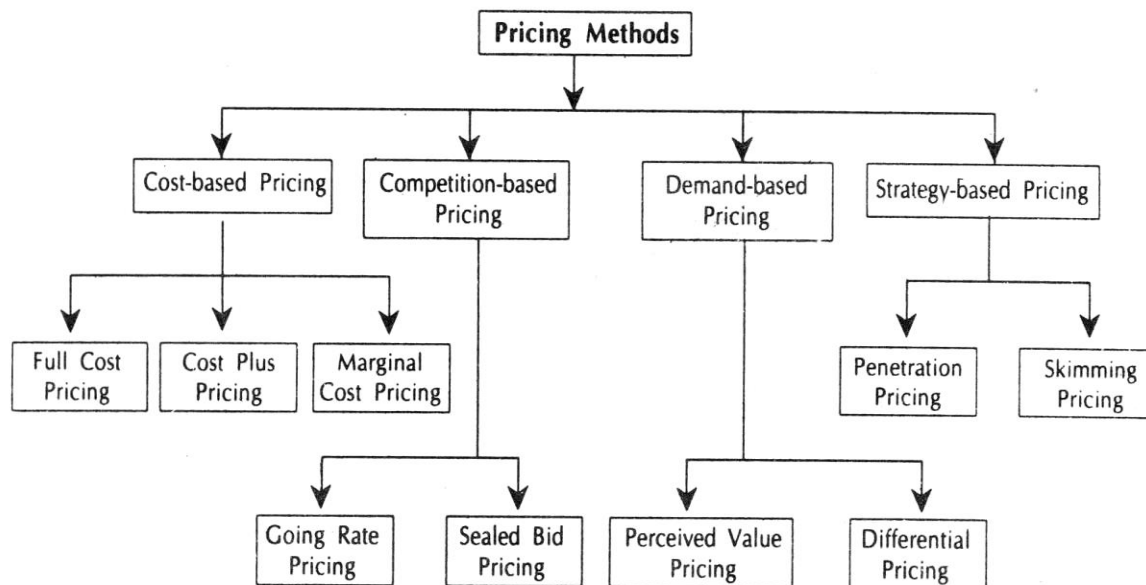 Pricing Methods
Cost-based Pricing
Competition-based
Pricing
Demand-based
Pricing
Strategy-based Pricing
Full Cost
Pricing
Cost Plus
Pricing
Marginal
Cost Pricing
Penetration
Pricing
Skimming
Pricing
Going Rate
Pricing
Sealed Bid
Pricing
Perceived Value
Pricing
Differential
Pricing